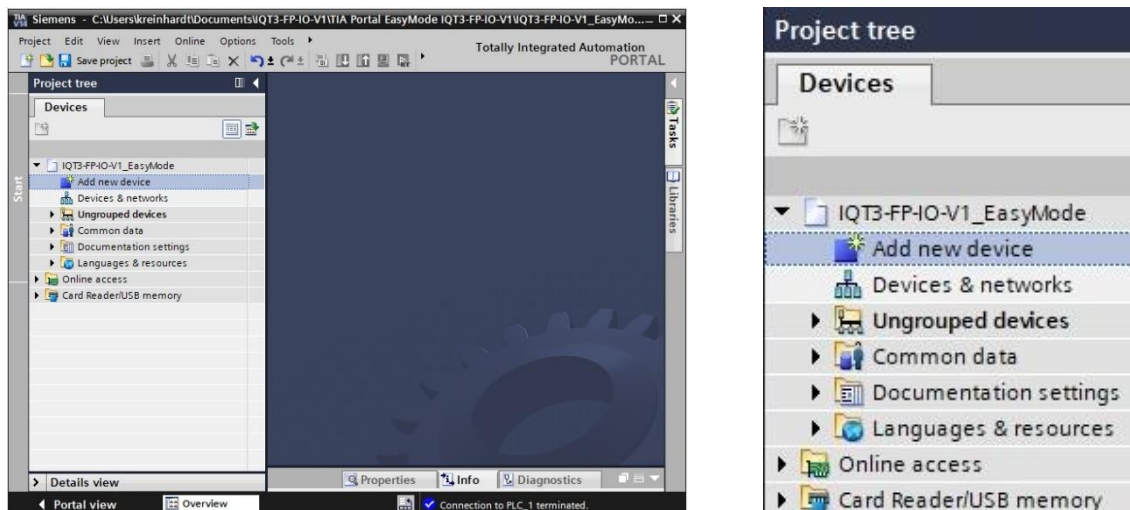 Siemens - C:\Users\kreinhardt\Documents\IQT3-FP-IO-V1\TIA Portal EasyMode IQT3-FP-IO-V1\IQT3-FP-IO-V1_EasyMo...
TIA
V14
Project Edit View Insert Online Options Tools
Totally Integrated Automation
PORTAL
Save project
Project tree
Devices
IQT3-FP-IO-V1_EasyMode
Add new device
Devices & networks
Ungrouped devices
Common data
Documentation settings
Languages & resources
Online access
Card Reader/USB memory
Start
Tasks
Libraries
Details view
Properties Info Diagnostics
Portal view Overview Connection to PLC_1 terminated.
Project tree
Devices
IQT3-FP-IO-V1_EasyMode
Add new device
Devices & networks
Ungrouped devices
Common data
Documentation settings
Languages & resources
Online access
Card Reader/USB memory